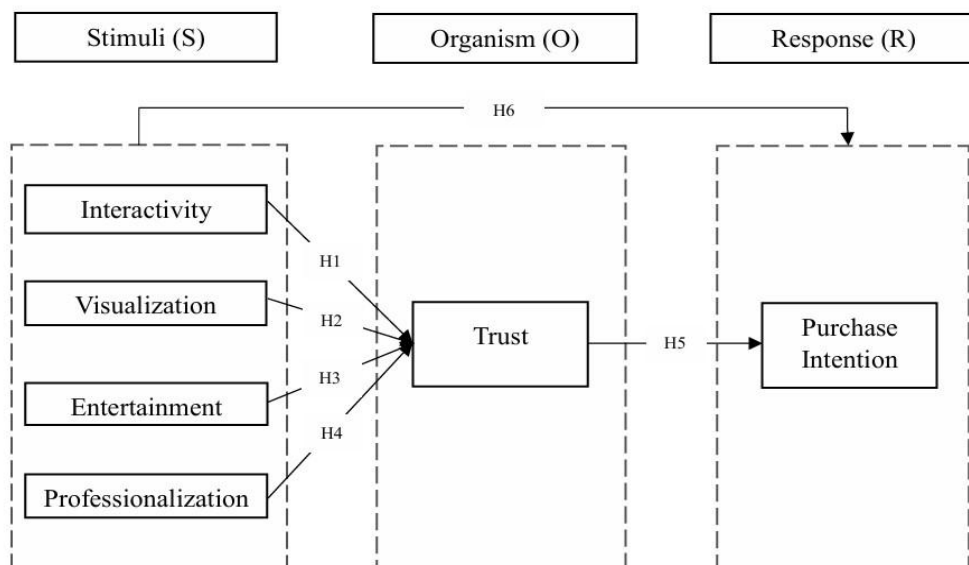 Stimuli (S)
Organism (O)
Response (R)
H6
Interactivity
H1
Visualization
H2
Trust
H5
Purchase
Intention
H3
Entertainment
H4
Professionalization